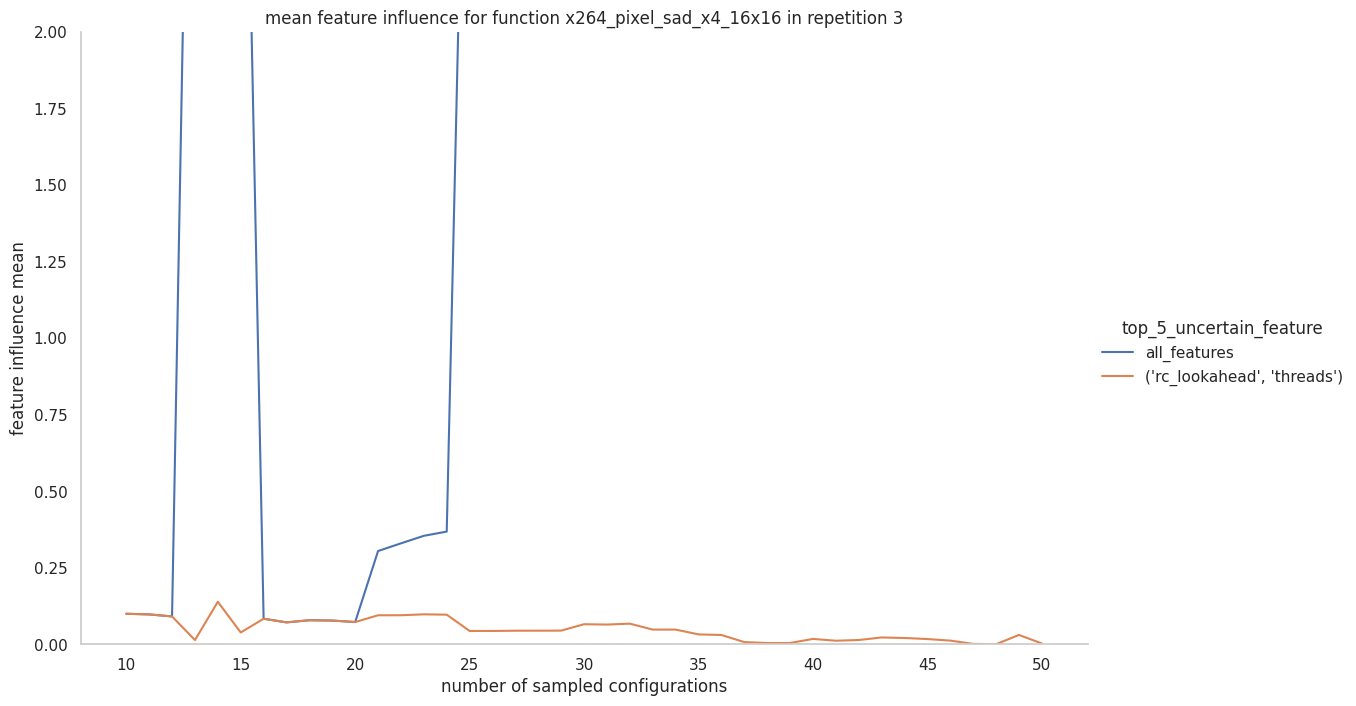 mean feature influence for function x264_pixel_sad_x4_16x16 in repetition 3
2.00
1.75
1.50
1.25
1.00
0.75
0.50
0.25
0.00
feature influence mean
10 15 20 25 30 35 40 45 50
number of sampled configurations
top_5_uncertain_feature
all_features
('rc_lookahead', 'threads')